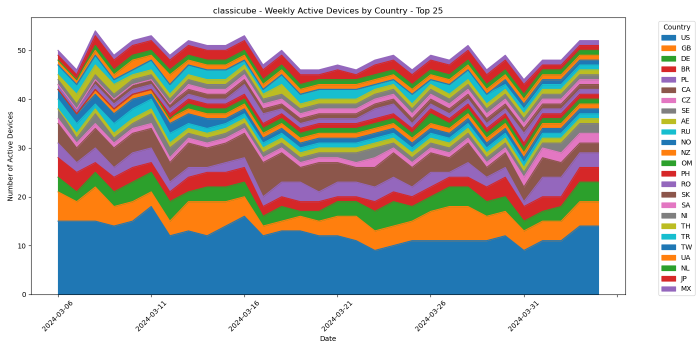 classicube - Weekly Active Devices by Country - Top 25
Number of Active Devices
50
40
30
20
10
0
2024-03-06
2024-03-11
2024-03-16
2024-03-21
2024-03-26
2024-03-31
Date
Country
US
GB
DE
BR
PL
CA
CZ
SE
AE
RU
NO
NZ
OM
PH
RO
SK
SA
NI
TH
TR
TW
UA
NL
JP
MX